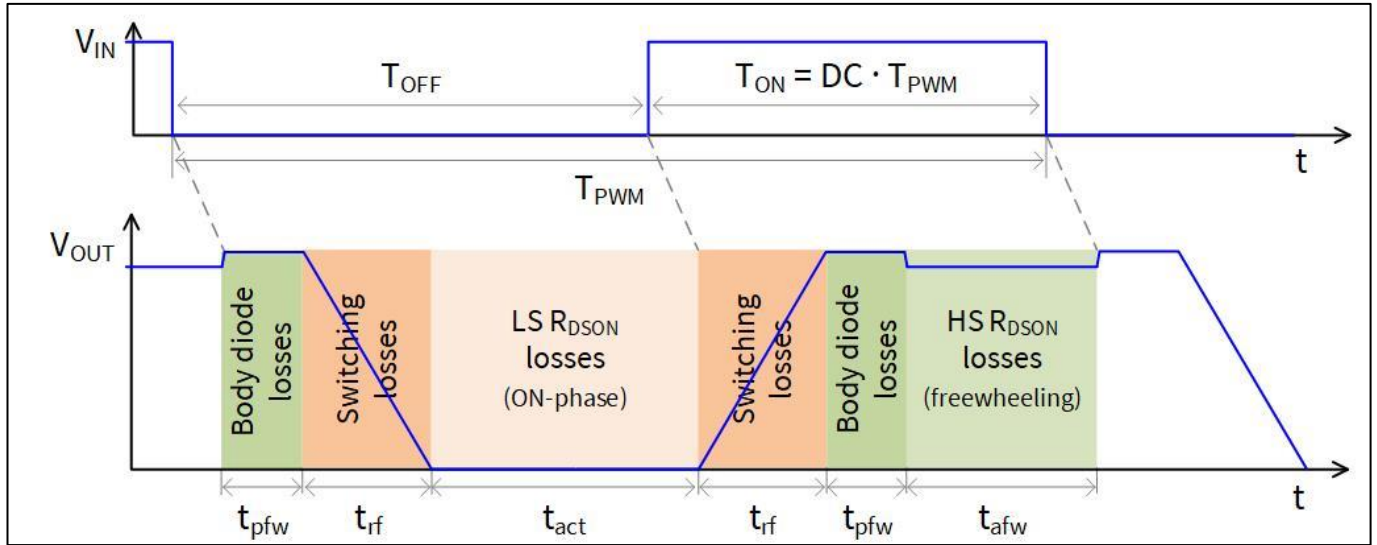 V_IN
T_OFF
T_ON = DC · T_PWM
t
T_PWM
V_OUT
Body diode
losses
Switching
losses
LS R_DSON
losses
(ON-phase)
Switching
losses
Body diode
losses
HS R_DSON
losses
(freewheeling)
t
t_pfw
t_rf
t_act
t_rf
t_pfw
t_afw